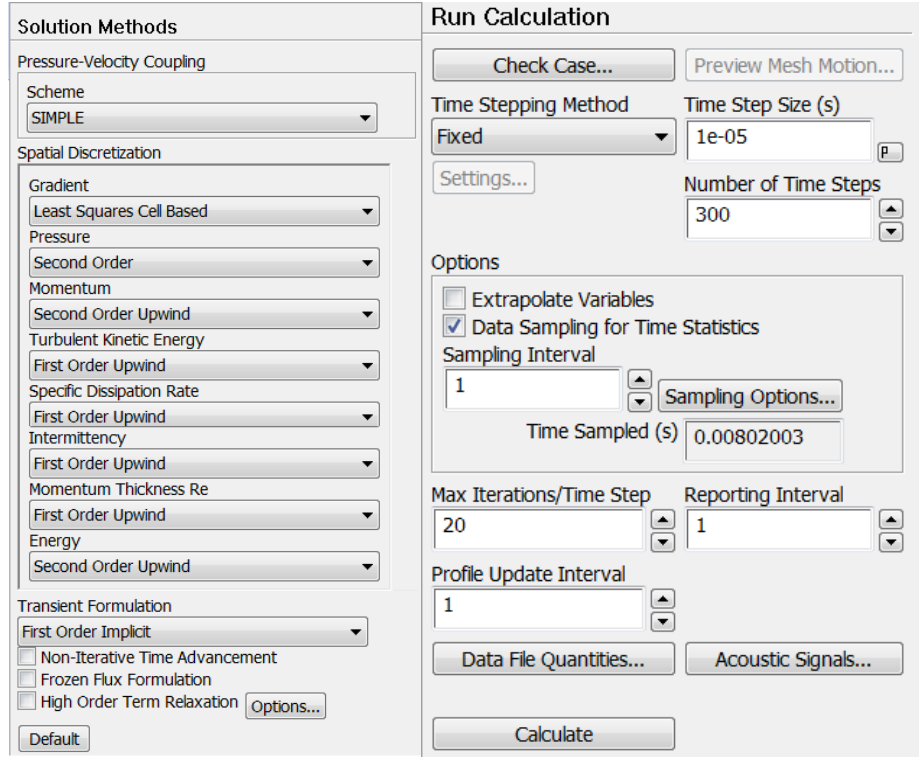 Solution Methods
Pressure-Velocity Coupling
Scheme
SIMPLE
Spatial Discretization
Gradient
Least Squares Cell Based
Pressure
Second Order
Momentum
Second Order Upwind
Turbulent Kinetic Energy
First Order Upwind
Specific Dissipation Rate
First Order Upwind
Intermittency
First Order Upwind
Momentum Thickness Re
First Order Upwind
Energy
Second Order Upwind
Transient Formulation
First Order Implicit
Non-Iterative Time Advancement
Frozen Flux Formulation
High Order Term Relaxation Options...
Default
Run Calculation
Check Case... Preview Mesh Motion...
Time Stepping Method Time Step Size (s)
Fixed 1e-05 P
Settings... Number of Time Steps
300
Options
Extrapolate Variables
Data Sampling for Time Statistics
Sampling Interval
1 Sampling Options...
Time Sampled (s) 0.00802003
Max Iterations/Time Step Reporting Interval
20 1
Profile Update Interval
1
Data File Quantities... Acoustic Signals...
Calculate